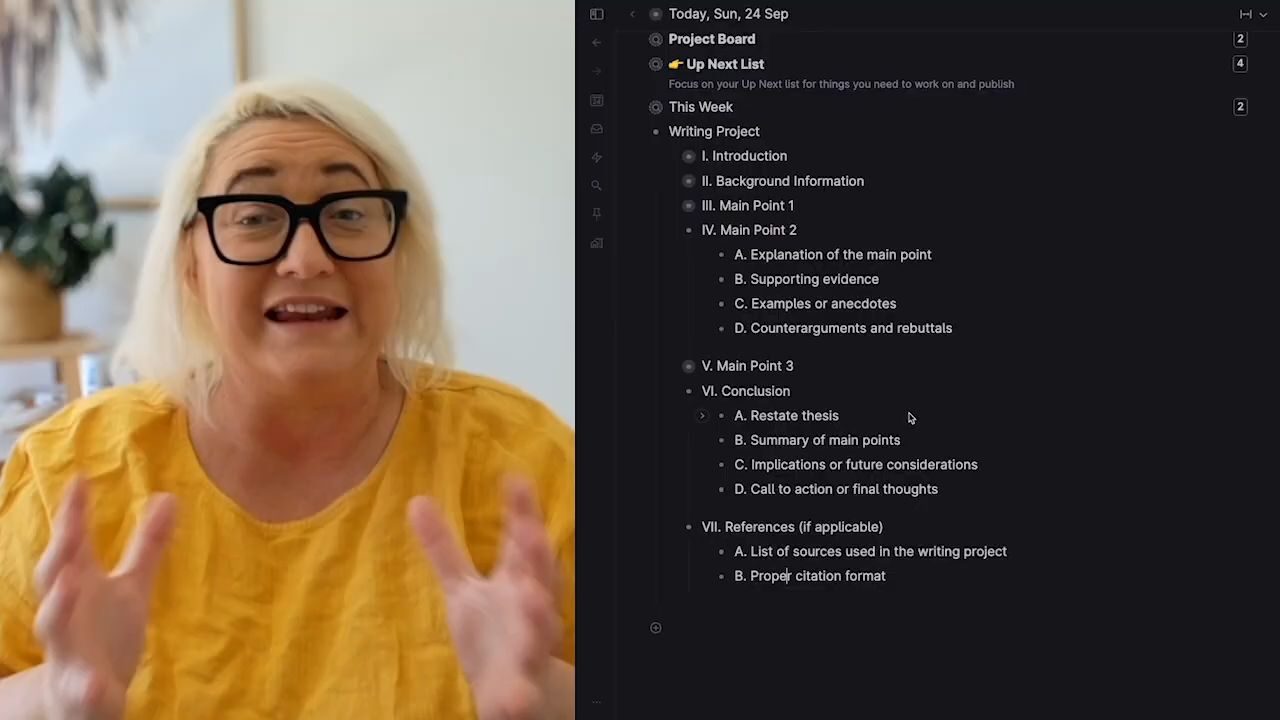 Today, Sun, 24 Sep
Project Board 2
👉 Up Next List 4
Focus on your Up Next list for things you need to work on and publish
This Week 2
Writing Project
I. Introduction
II. Background Information
III. Main Point 1
IV. Main Point 2
A. Explanation of the main point
B. Supporting evidence
C. Examples or anecdotes
D. Counterarguments and rebuttals
V. Main Point 3
VI. Conclusion
A. Restate thesis
B. Summary of main points
C. Implications or future considerations
D. Call to action or final thoughts
VII. References (if applicable)
A. List of sources used in the writing project
B. Proper citation format
24